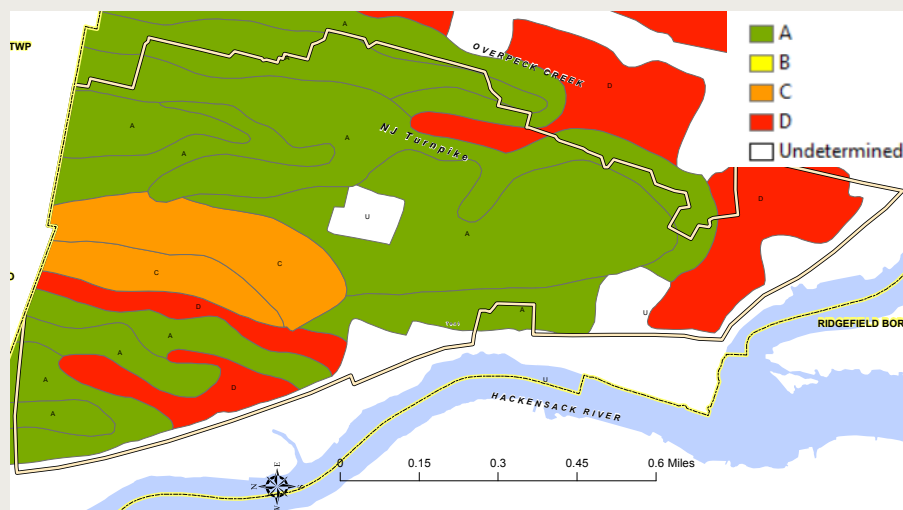 A
A
B
C
D
Undetermined
TWP
OVERPECK CREEK
A
D
A
A
NJ Turnpike
A
D
U
A
C
C
D
D
A
U
A
A
A
D
A
U
RIDGEFIELD BOR
HACKENSACK RIVER
0 0.15 0.3 0.45 0.6 Miles
E
N